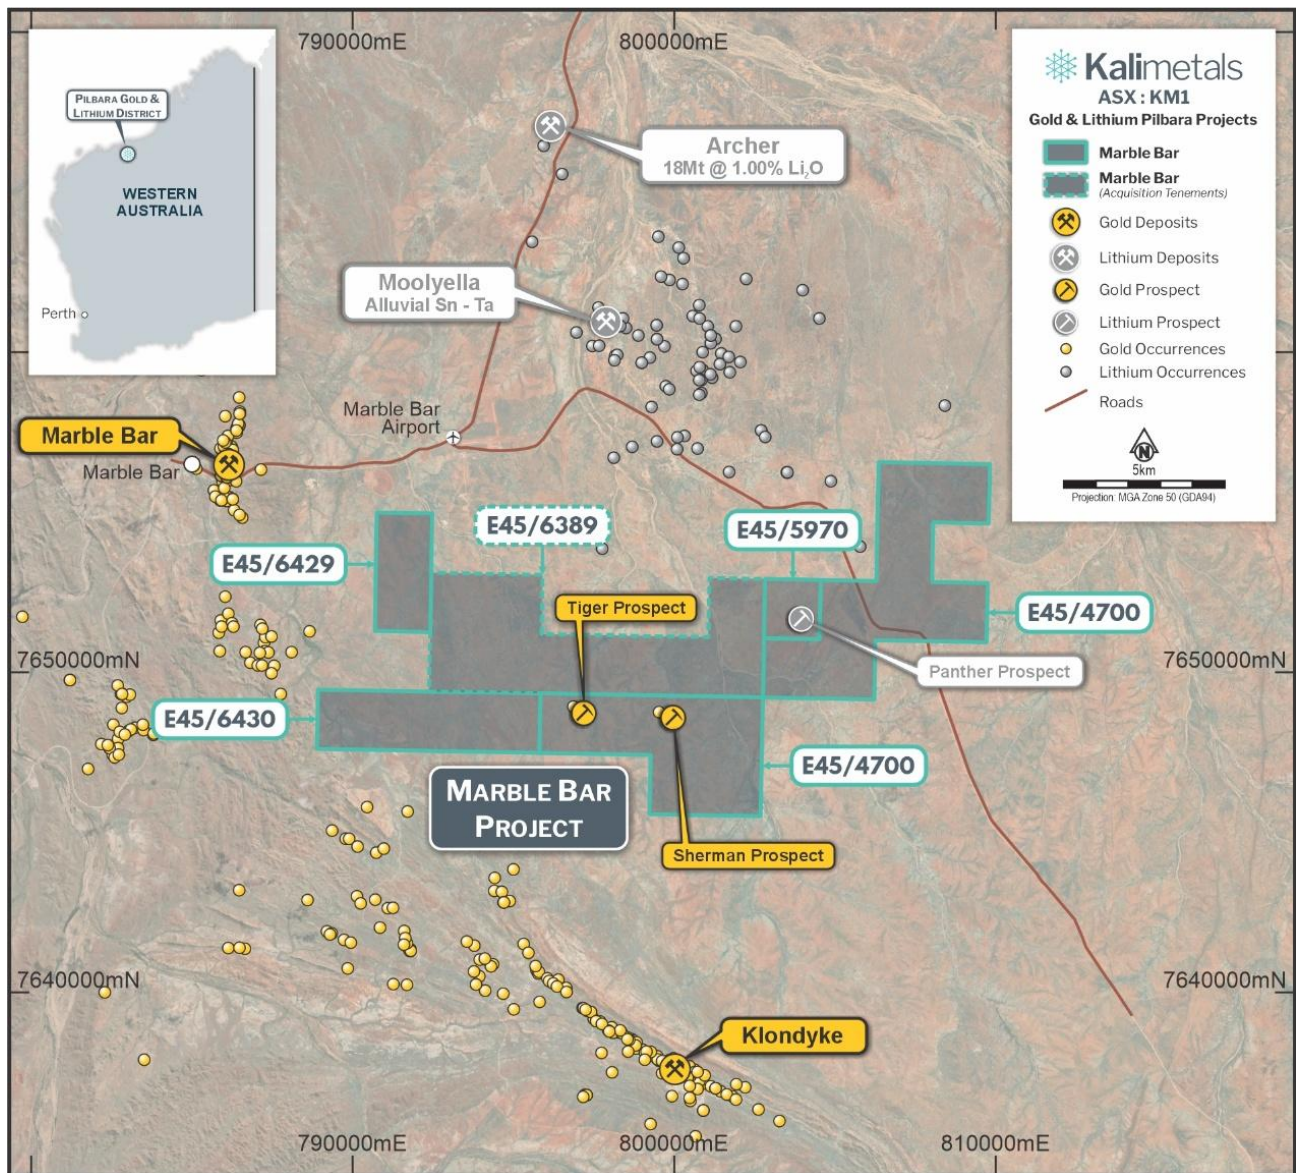 790000mE
800000mE
PILBARA GOLD &
LITHIUM DISTRICT
WESTERN
AUSTRALIA
Perth
Kalimetals
ASX : KM1
Gold & Lithium Pilbara Projects
Marble Bar
Marble Bar
(Acquisition Tenements)
Gold Deposits
Lithium Deposits
Gold Prospect
Lithium Prospect
Gold Occurrences
Lithium Occurrences
Roads
N
5km
Projection: MGA Zone 50 (GDA94)
Archer
18Mt @ 1.00% Li₂O
Moolyella
Alluvial Sn - Ta
Marble Bar
Airport
Marble Bar
Marble Bar
E45/6389
E45/5970
E45/6429
Tiger Prospect
E45/4700
7650000mN
7650000mN
Panther Prospect
E45/6430
E45/4700
MARBLE BAR
PROJECT
Sherman Prospect
7640000mN
7640000mN
Klondyke
790000mE
800000mE
810000mE